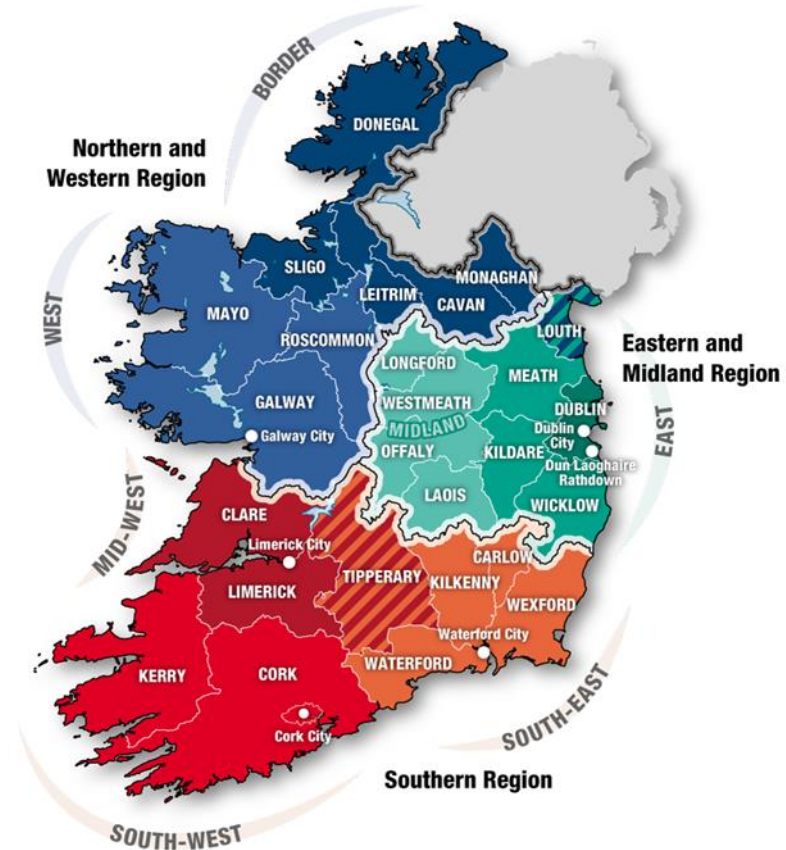 BORDER
DONEGAL
Northern and
Western Region
SLIGO
MONAGHAN
LEITRIM
CAVAN
MAYO
WEST
ROSCOMMON
LOUTH
Eastern and
Midland Region
LONGFORD
MEATH
WESTMEATH
GALWAY
DUBLIN
MIDLAND
Dublin
City
EAST
Galway City
OFFALY
KILDARE
Dun Laoghaire
Rathdown
LAOIS
WICKLOW
MID-WEST
CLARE
Limerick City
CARLOW
TIPPERARY
KILKENNY
LIMERICK
WEXFORD
Waterford City
WATERFORD
KERRY
CORK
SOUTH-EAST
Cork City
Southern Region
SOUTH-WEST